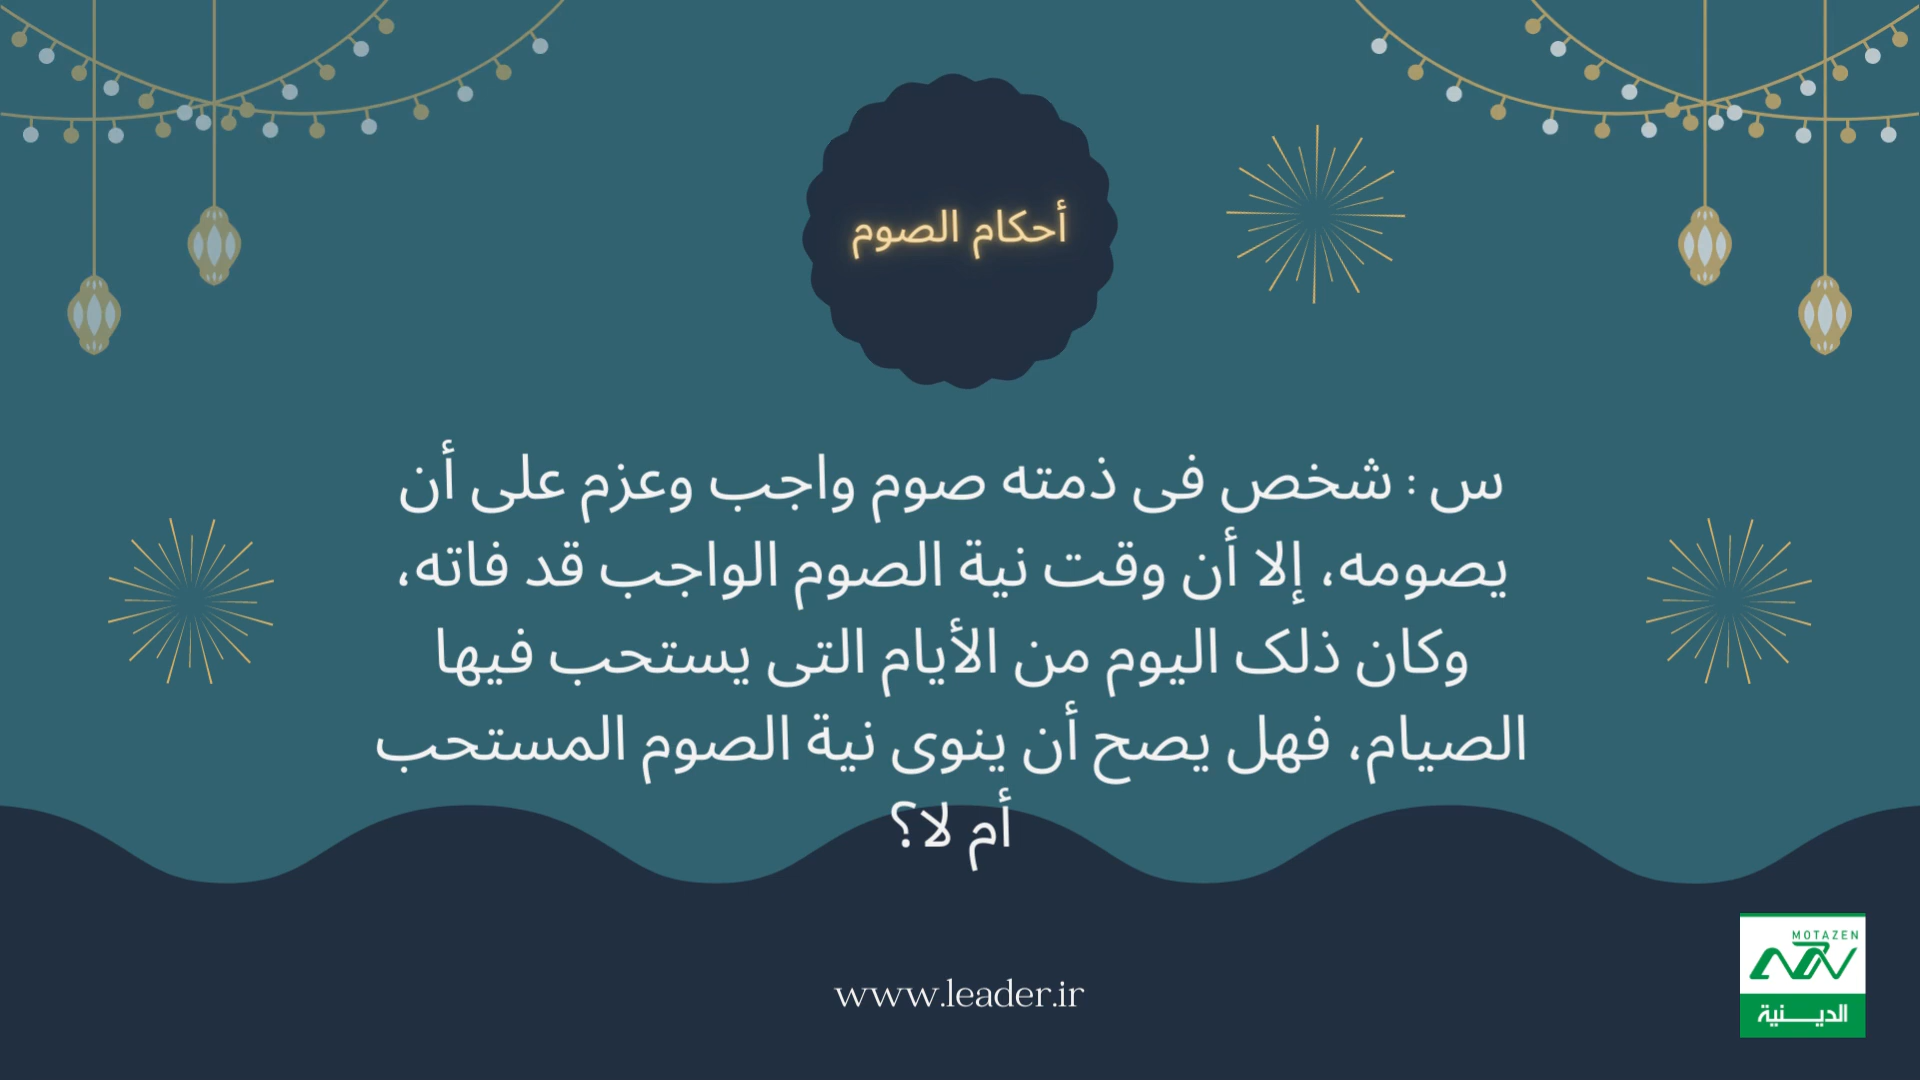 أحكام الصوم
س : شخص فى ذمته صوم واجب وعزم على أن
يصومه، إلا أن وقت نية الصوم الواجب قد فاته،
وكان ذلک اليوم من الأيام التى يستحب فيها
الصيام، فهل يصح أن ينوى نية الصوم المستحب
أم لا؟
www.leader.ir
MOTAZEN
الدينية